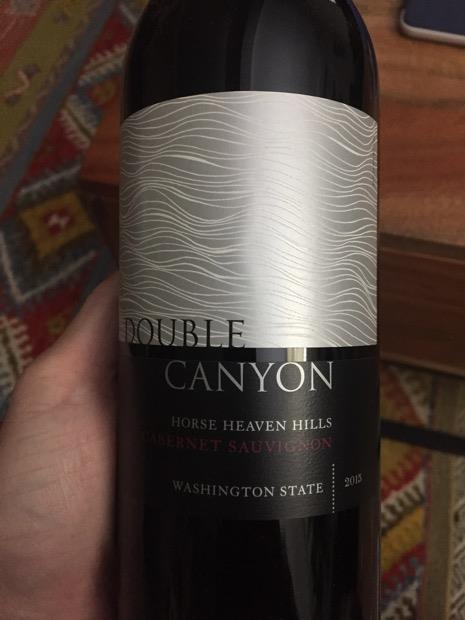 DOUBLE
CANYON
HORSE HEAVEN HILLS
CABERNET SAUVIGNON
WASHINGTON STATE
2013